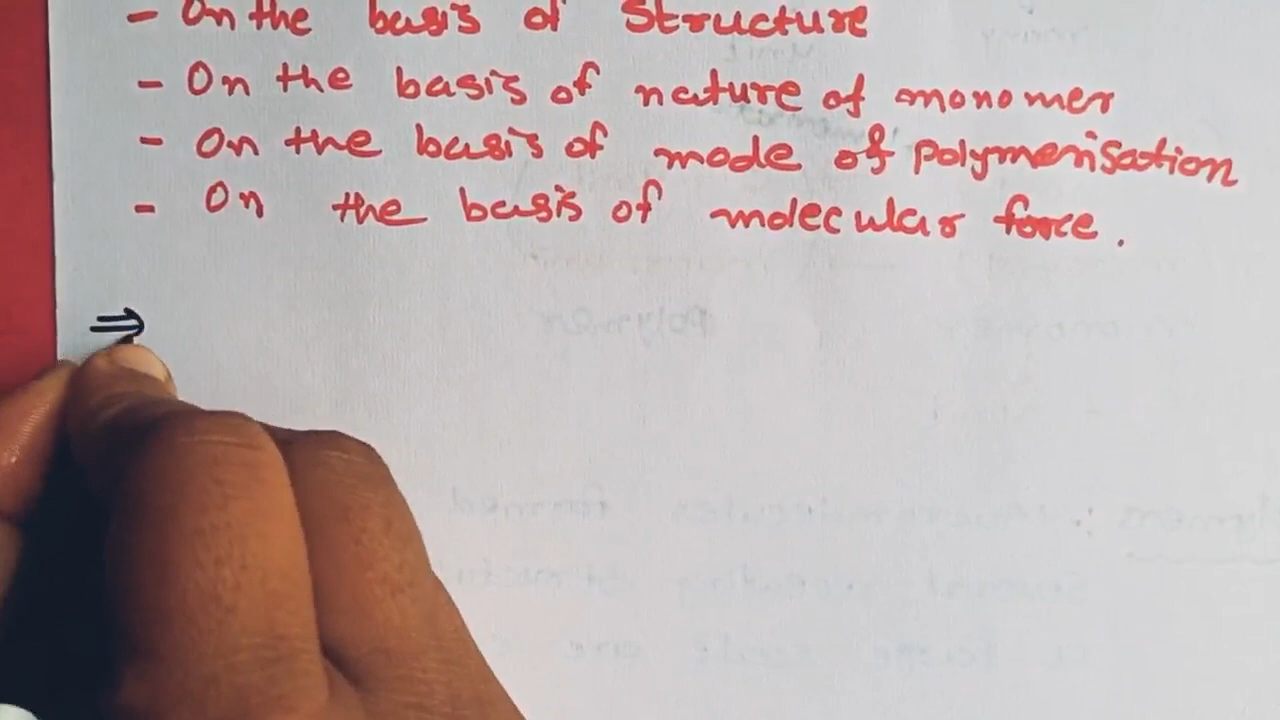 - On the basis of Structure
- On the basis of nature of monomer
- On the basis of mode of Polymerisation
- On the basis of molecular force.
⇒